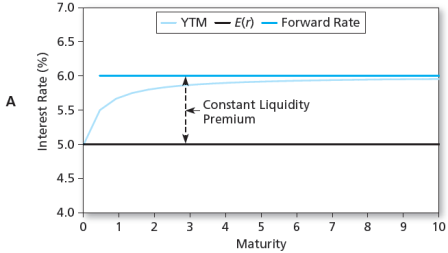 A
Interest Rate (%)
7.0
6.5
6.0
5.5
5.0
4.5
4.0
YTM E(r) Forward Rate
Constant Liquidity
Premium
0 1 2 3 4 5 6 7 8 9 10
Maturity